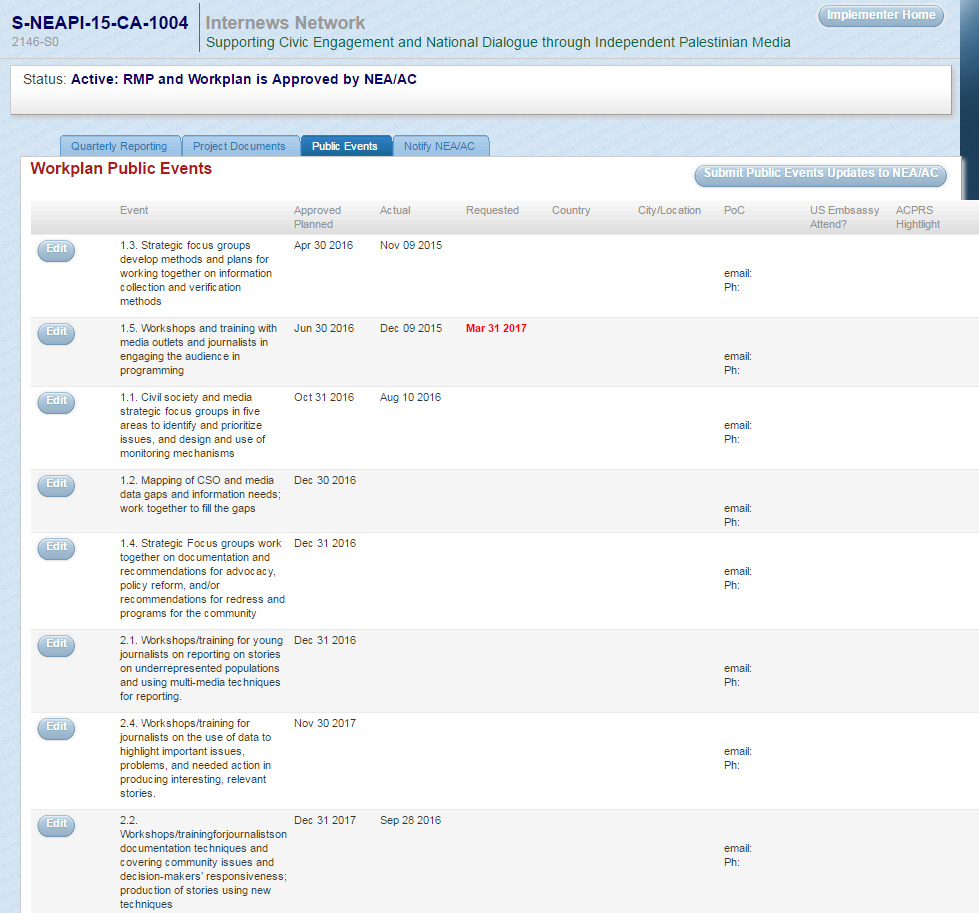 S-NEAPI-15-CA-1004
2146-S0
Internews Network
Supporting Civic Engagement and National Dialogue through Independent Palestinian Media
Implementer Home
Status: Active: RMP and Workplan is Approved by NEA/AC
Quarterly Reporting
Project Documents
Public Events
Notify NEA/AC
Workplan Public Events
Submit Public Events Updates to NEA/AC
Event Approved Actual Requested Country City/Location PoC US Embsassy ACPRS
Planned Attend? Hightlight
Edit 1.3. Strategic focus groups Apr 30 2016 Nov 09 2015
develop methods and plans for
working together on information email:
collection and verification Ph:
methods
Edit 1.5. Workshops and training with Jun 30 2016 Dec 09 2015 Mar 31 2017
media outlets and journalists in
engaging the audience in email:
programming Ph:
Edit 1.1. Civil society and media Oct 31 2016 Aug 10 2016
strategic focus groups in five
areas to identify and prioritize email:
issues, and design and use of Ph:
monitoring mechanisms
Edit 1.2. Mapping of CSO and media Dec 30 2016
data gaps and information needs;
work together to fill the gaps email:
Ph:
Edit 1.4. Strategic Focus groups work Dec 31 2016
together on documentation and
recommendations for advocacy, email:
policy reform, and/or Ph:
recommendations for redress and
programs for the community
Edit 2.1. Workshops/training for young Dec 31 2016
journalists on reporting on stories
on underrepresented populations email:
and using multi-media techniques Ph:
for reporting.
Edit 2.4. Workshops/training for Nov 30 2017
journalists on the use of data to
highlight important issues, email:
problems, and needed action in Ph:
producing interesting, relevant
stories.
Edit 2.2. Dec 31 2017 Sep 28 2016
Workshops/trainingforjournalistson
documentation techniques and email:
covering community issues and Ph:
decision-makers' responsiveness;
production of stories using new
techniques